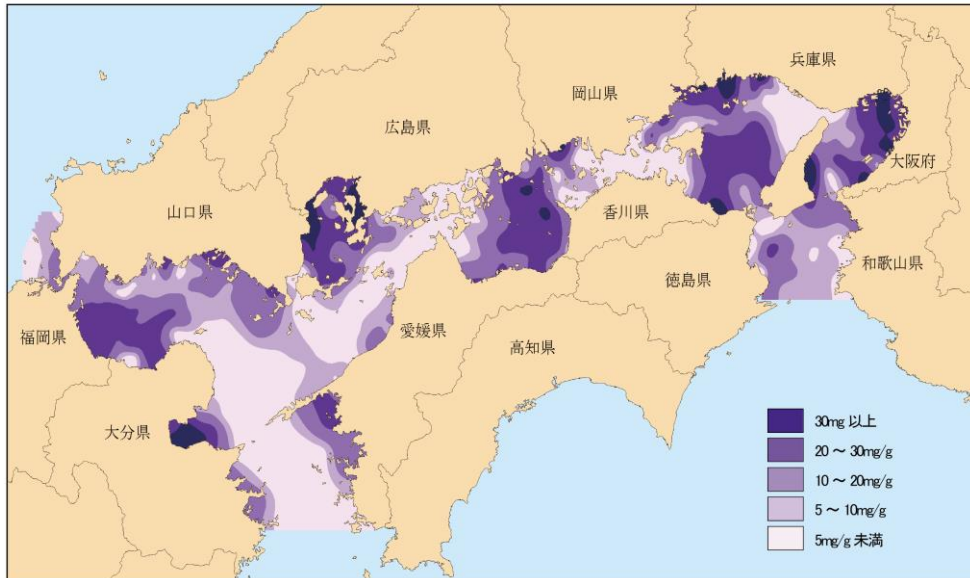 兵庫県
岡山県
広島県
大阪府
山口県
香川県
和歌山県
徳島県
福岡県
愛媛県
高知県
大分県
30mg 以上
20 ~ 30mg/g
10 ~ 20mg/g
5 ~ 10mg/g
5mg/g 未満